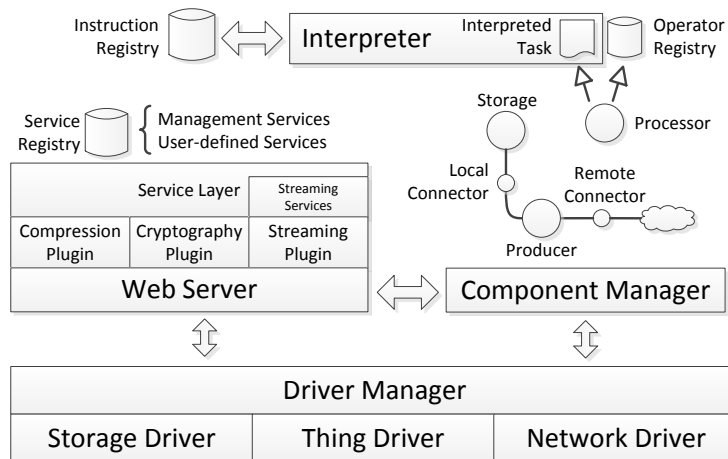 Instruction
Registry
Interpreter
Interpreted
Task
Operator
Registry
Storage
Processor
Service
Registry
Management Services
User-defined Services
Local
Connector
Remote
Connector
Service Layer
Streaming
Services
Compression
Plugin
Cryptography
Plugin
Streaming
Plugin
Producer
Web Server
Component Manager
Driver Manager
Storage Driver
Thing Driver
Network Driver